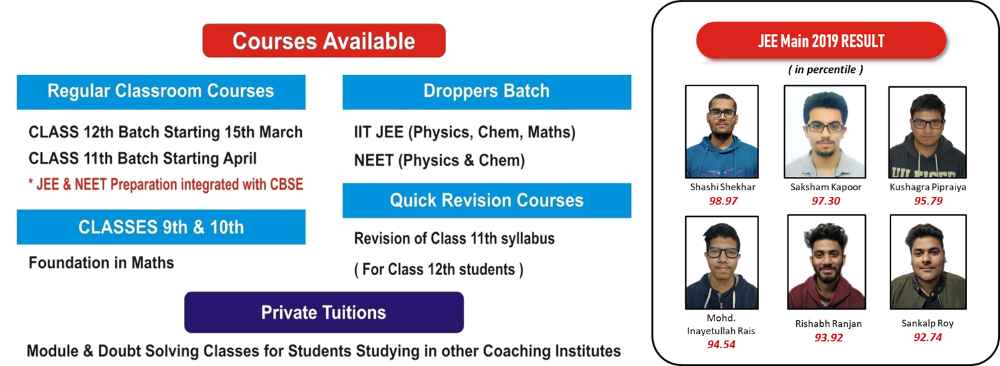 Courses Available
Regular Classroom Courses
CLASS 12th Batch Starting 15th March
CLASS 11th Batch Starting April
* JEE & NEET Preparation integrated with CBSE
CLASSES 9th & 10th
Foundation in Maths
Droppers Batch
IIT JEE (Physics, Chem, Maths)
NEET (Physics & Chem)
Quick Revision Courses
Revision of Class 11th syllabus
( For Class 12th students )
Private Tuitions
Module & Doubt Solving Classes for Students Studying in other Coaching Institutes
JEE Main 2019 RESULT
( in percentile )
Shashi Shekhar
98.97
Saksham Kapoor
97.30
Kushagra Pipraiya
95.79
Mohd.
Inayetullah Rais
94.54
Rishabh Ranjan
93.92
Sankalp Roy
92.74